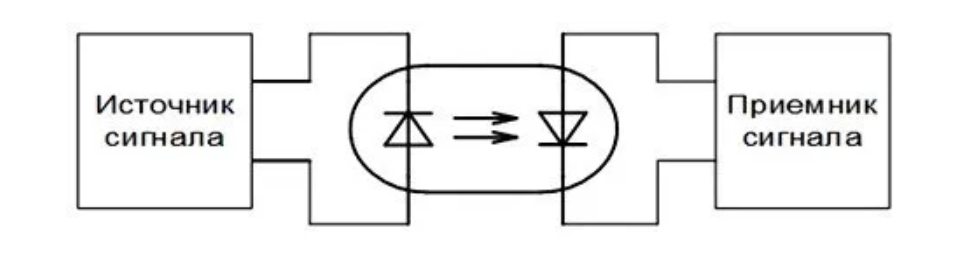 Источник
сигнала
Приемник
сигнала